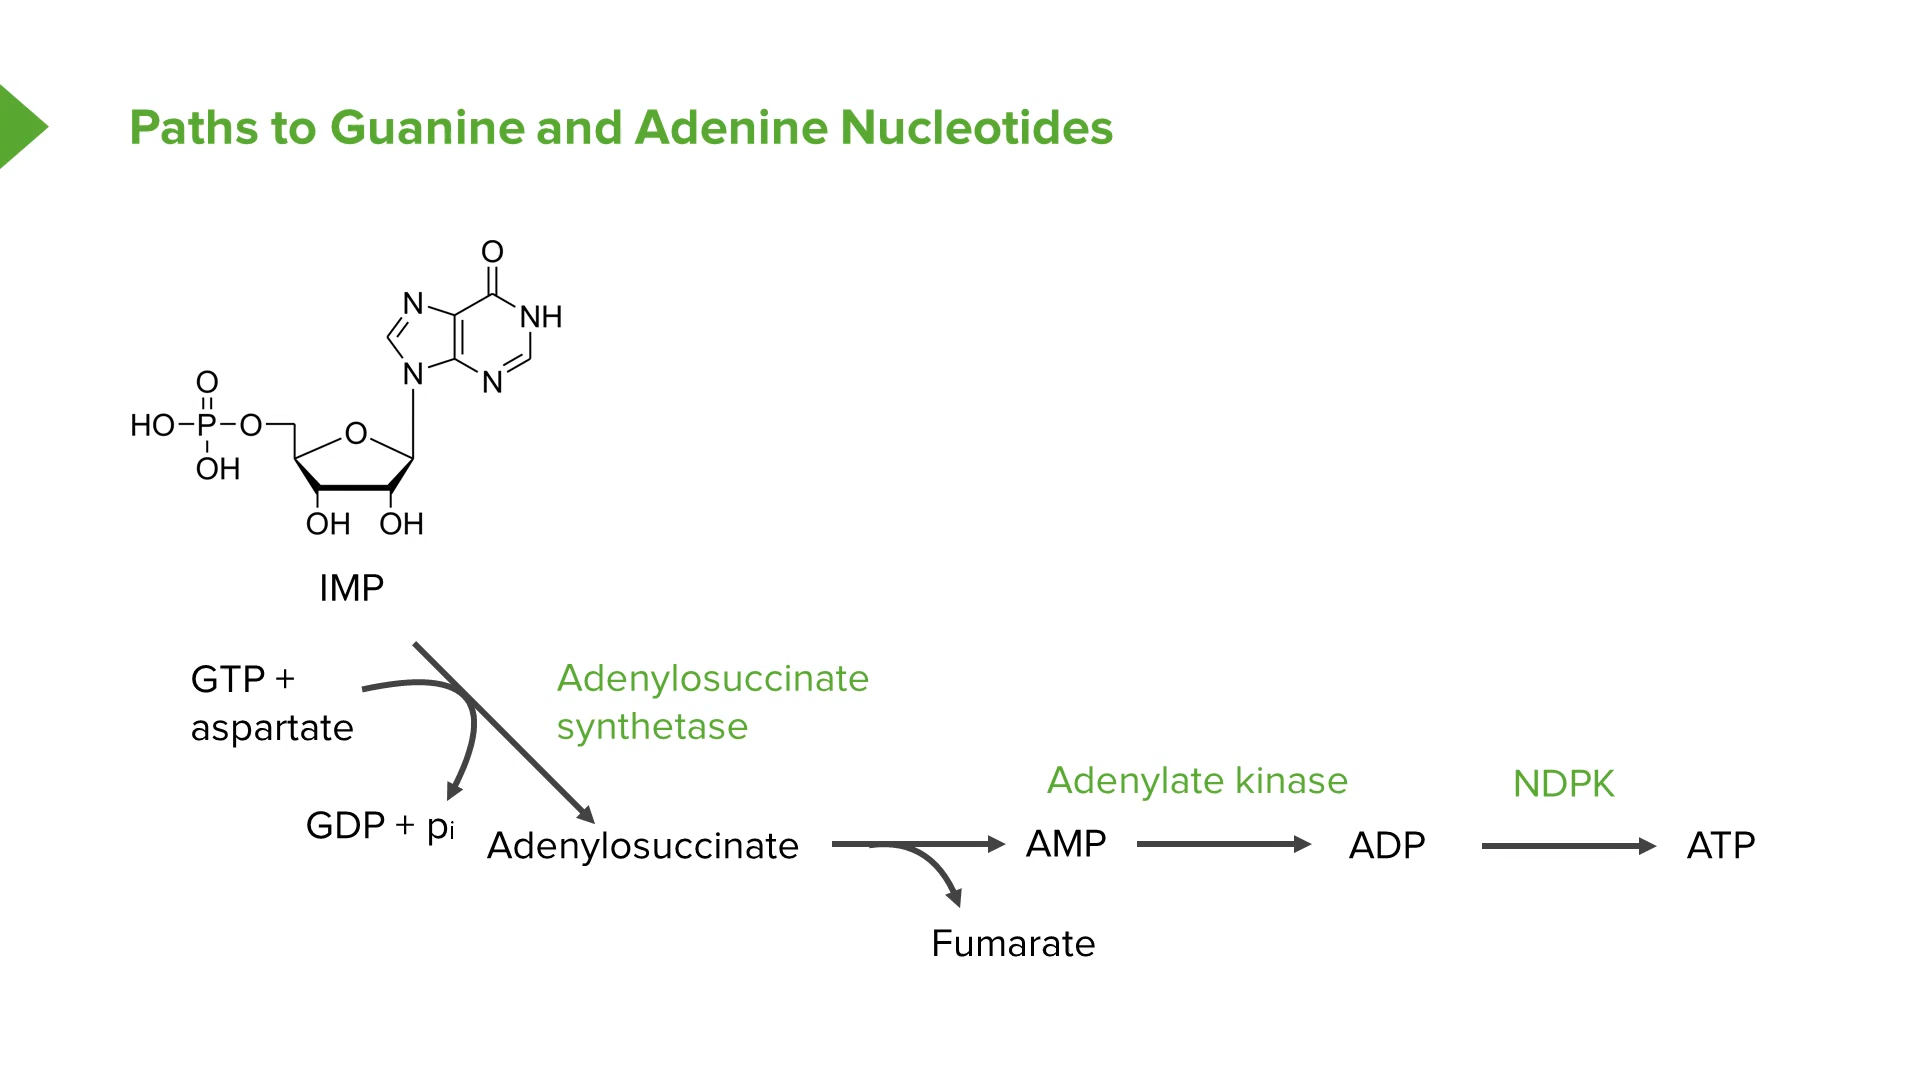 Paths to Guanine and Adenine Nucleotides
O
N
NH
N
N
O
HO P O
O
OH
OH OH
IMP
GTP +
aspartate
Adenylosuccinate
synthetase
GDP + pi
Adenylosuccinate
Adenylate kinase
NDPK
AMP
ADP
ATP
Fumarate